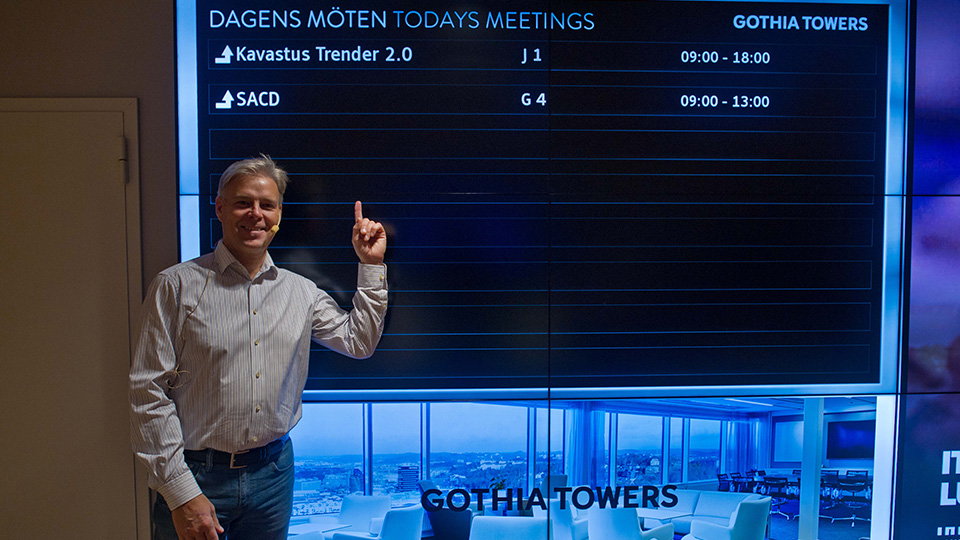 DAGENS MÖTEN TODAYS MEETINGS GOTHIA TOWERS
Kavastus Trender 2.0 J 1 09:00 - 18:00
SACD G 4 09:00 - 13:00
GOTHIA TOWERS